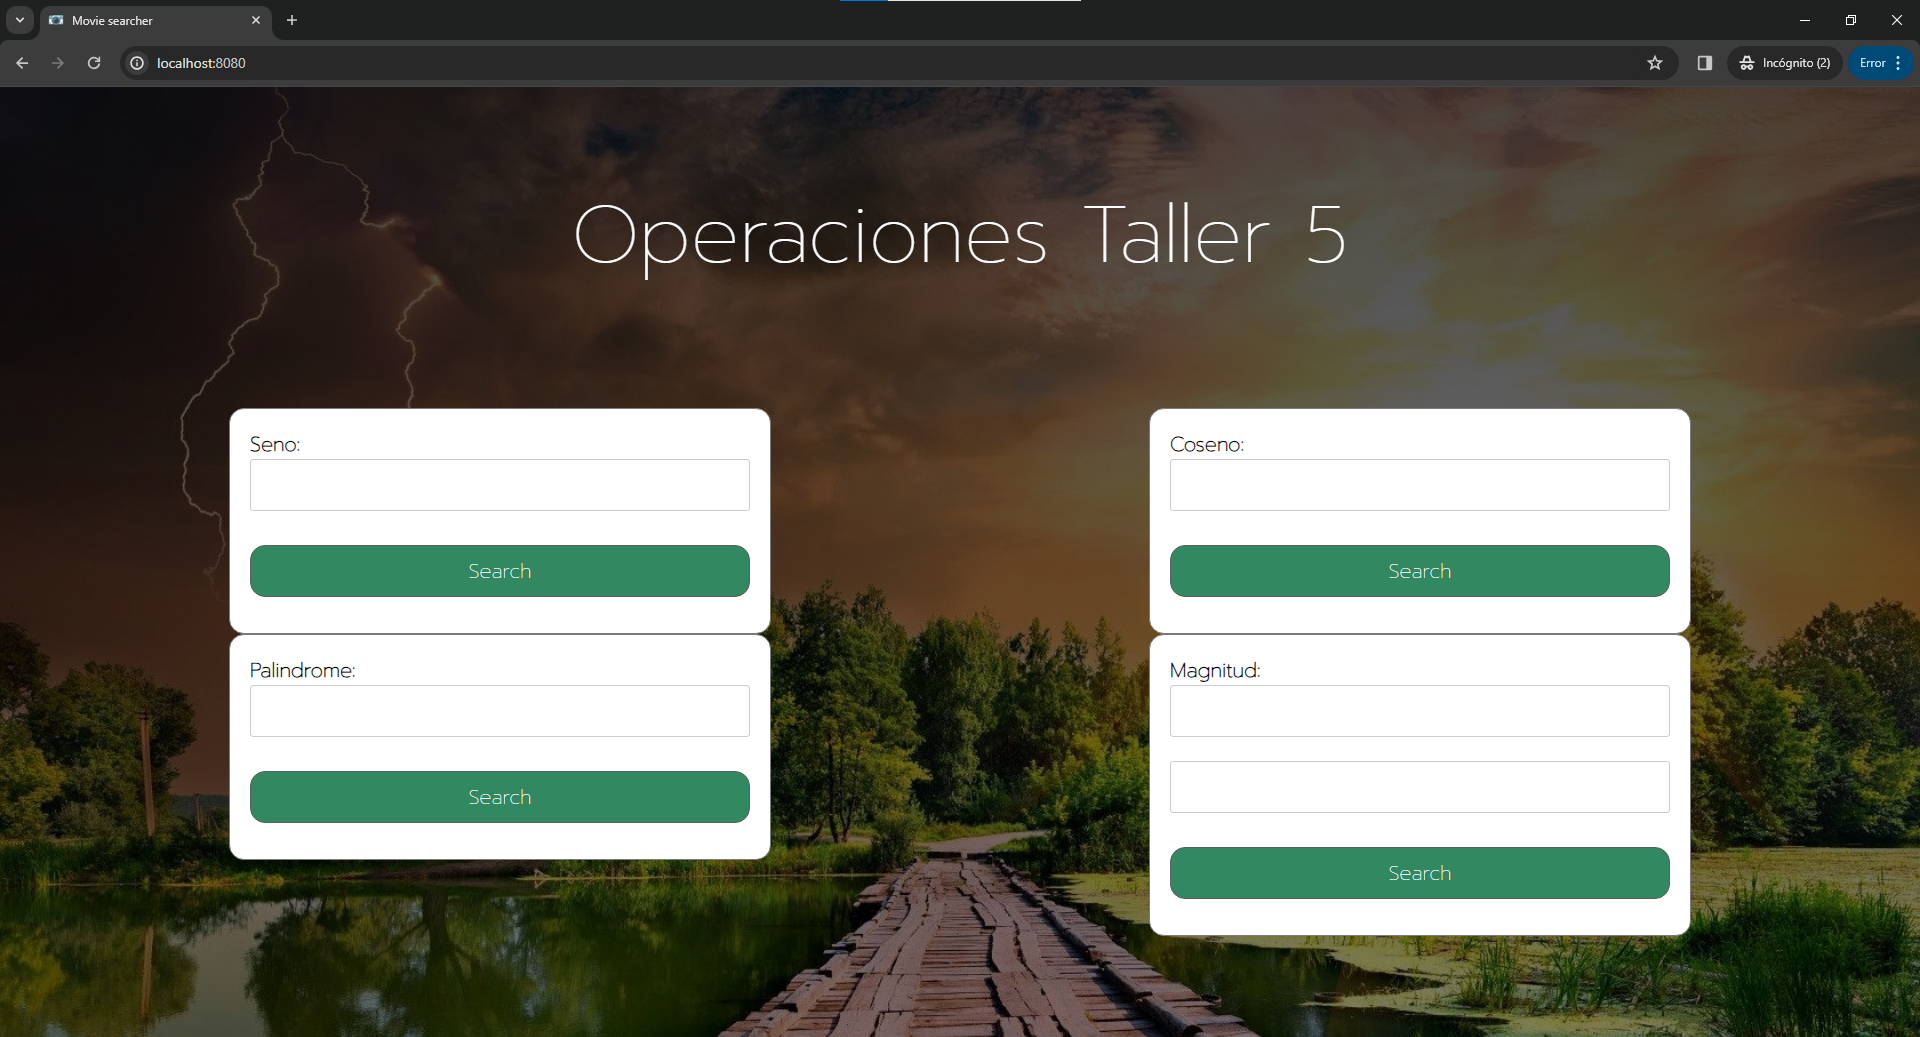 Movie searcher
localhost:8080
Incógnito (2)
Error
Operaciones Taller 5
Seno:
Search
Coseno:
Search
Palindrome:
Search
Magnitud:
Search